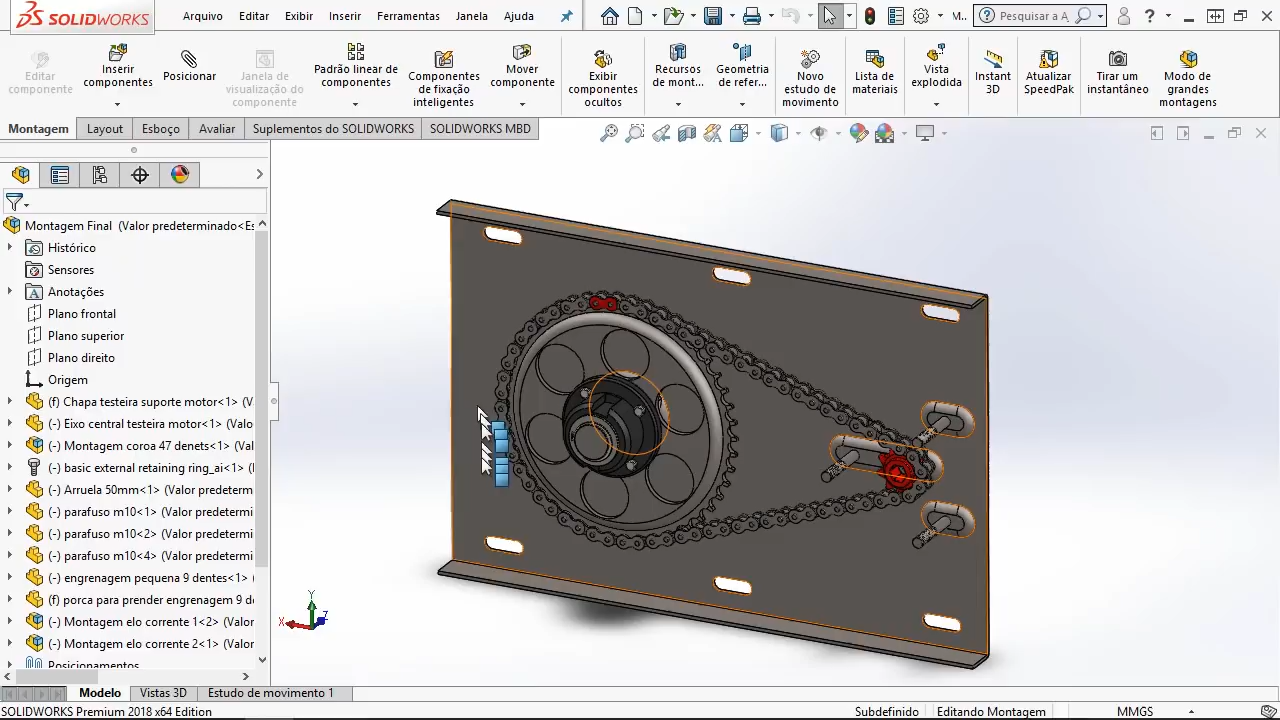 SOLIDWORKS
Arquivo Editar Exibir Inserir Ferramentas Janela Ajuda
M..
Pesquisar a A
Editar componente
Inserir componentes
Posicionar
Janela de visualização do componente
Padrão linear de componentes
Componentes de fixação inteligentes
Mover componente
Exibir componentes ocultos
Recursos de mont...
Geometria de refer...
Novo estudo de movimento
Lista de materiais
Vista explodida
Instant 3D
Atualizar SpeedPak
Tirar um instantâneo
Modo de grandes montagens
Montagem Layout Esboço Avaliar Suplementos do SOLIDWORKS SOLIDWORKS MBD
Montagem Final (Valor predeterminado<Es
Histórico
Sensores
Anotações
Plano frontal
Plano superior
Plano direito
Origem
(f) Chapa testeira suporte motor<1> (V
(-) Eixo central testeira motor<1> (Va
(-) Montagem coroa 47 denets<1> (V
(-) basic external retaining ring_ai<1> (
(-) Arruela 50mm<1> (Valor predeterm
(-) parafuso m10<1> (Valor predetermi
(-) parafuso m10<2> (Valor predetermi
(-) parafuso m10<4> (Valor predetermi
(-) engrenagem pequena 9 dentes<1>
(f) porca para prender engrenagem 9 d
(-) Montagem elo corrente 1<2> (Valor
(-) Montagem elo corrente 2<1> (Valor
Posicionamentos
Y
X Z
Modelo Vistas 3D Estudo de movimento 1
SOLIDWORKS Premium 2018 x64 Edition Subdefinido Editando Montagem MMGS